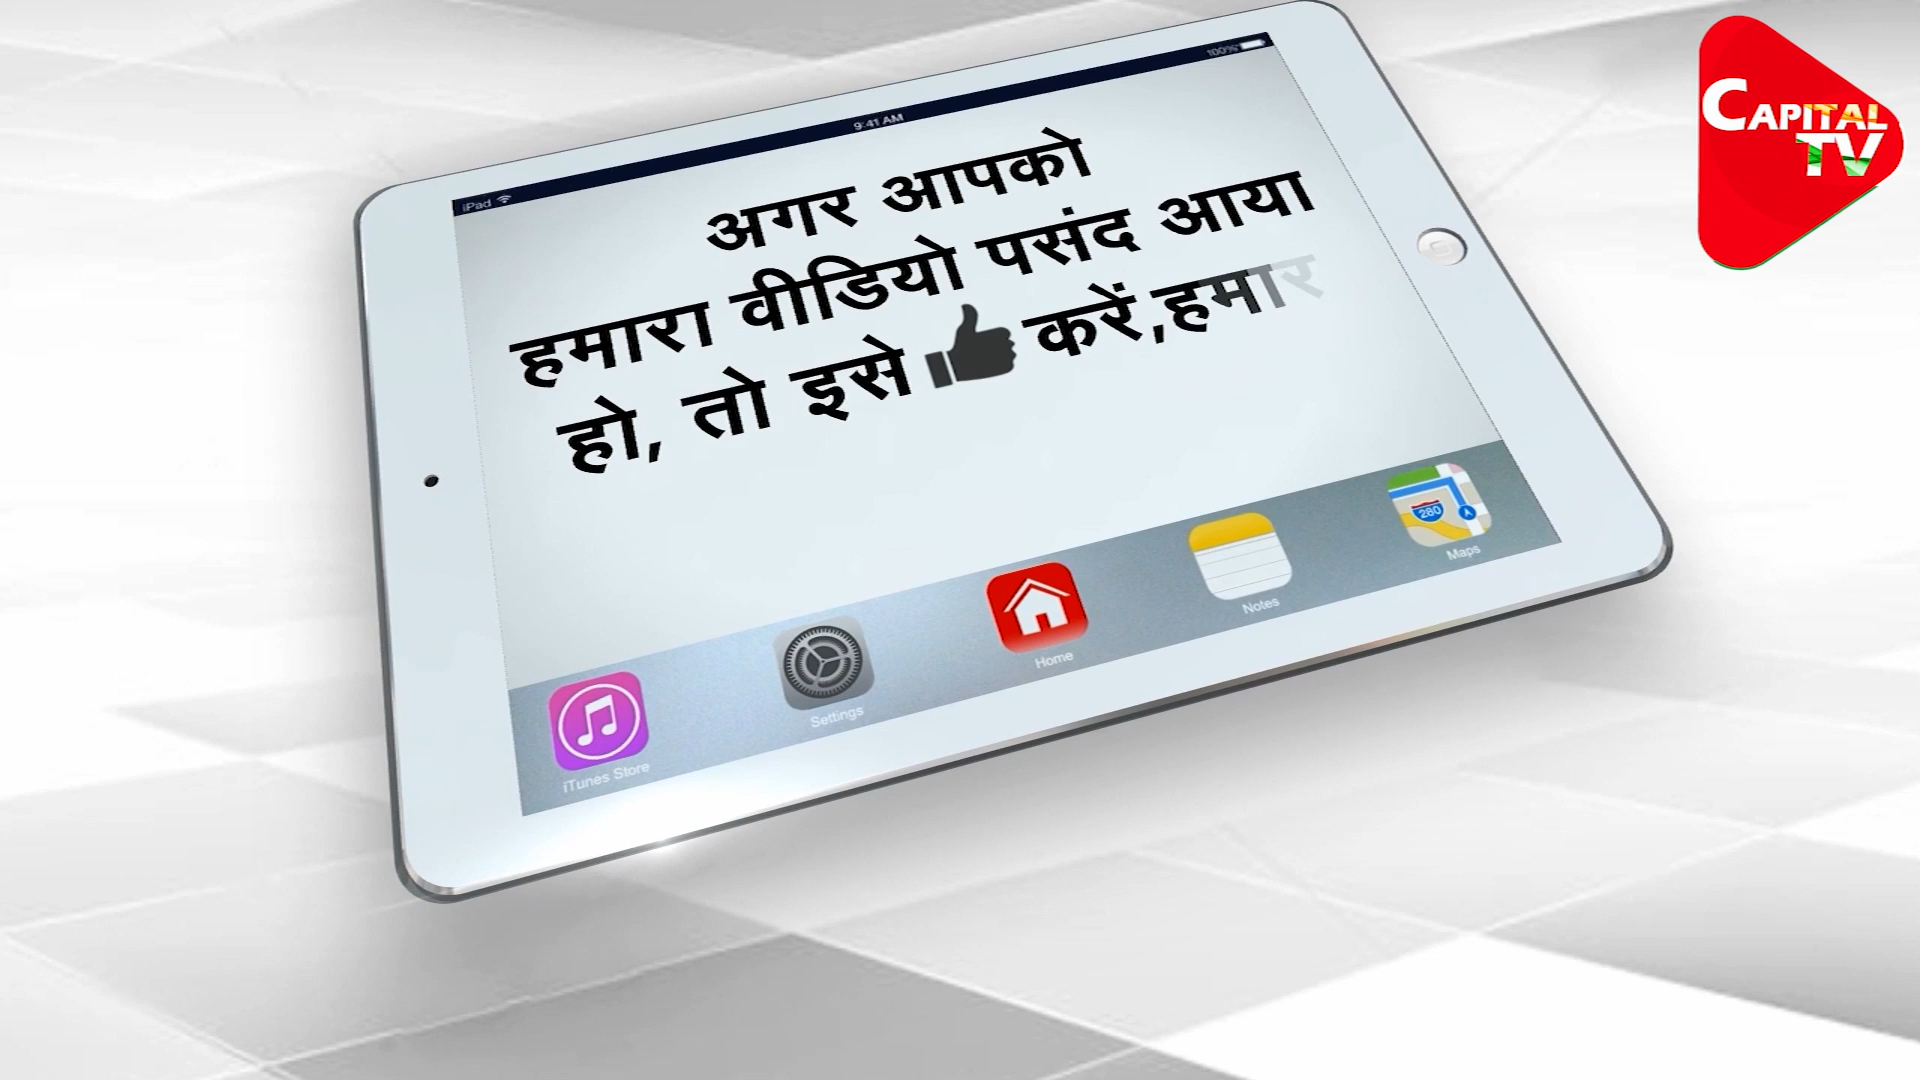 CAPITAL
TV
iPad
9:41 AM
100%
अगर आपको
हमारा वीडियो पसंद आया
हो, तो इसे 👍 करें,हमार
iTunes Store
Settings
Home
Notes
280
Maps